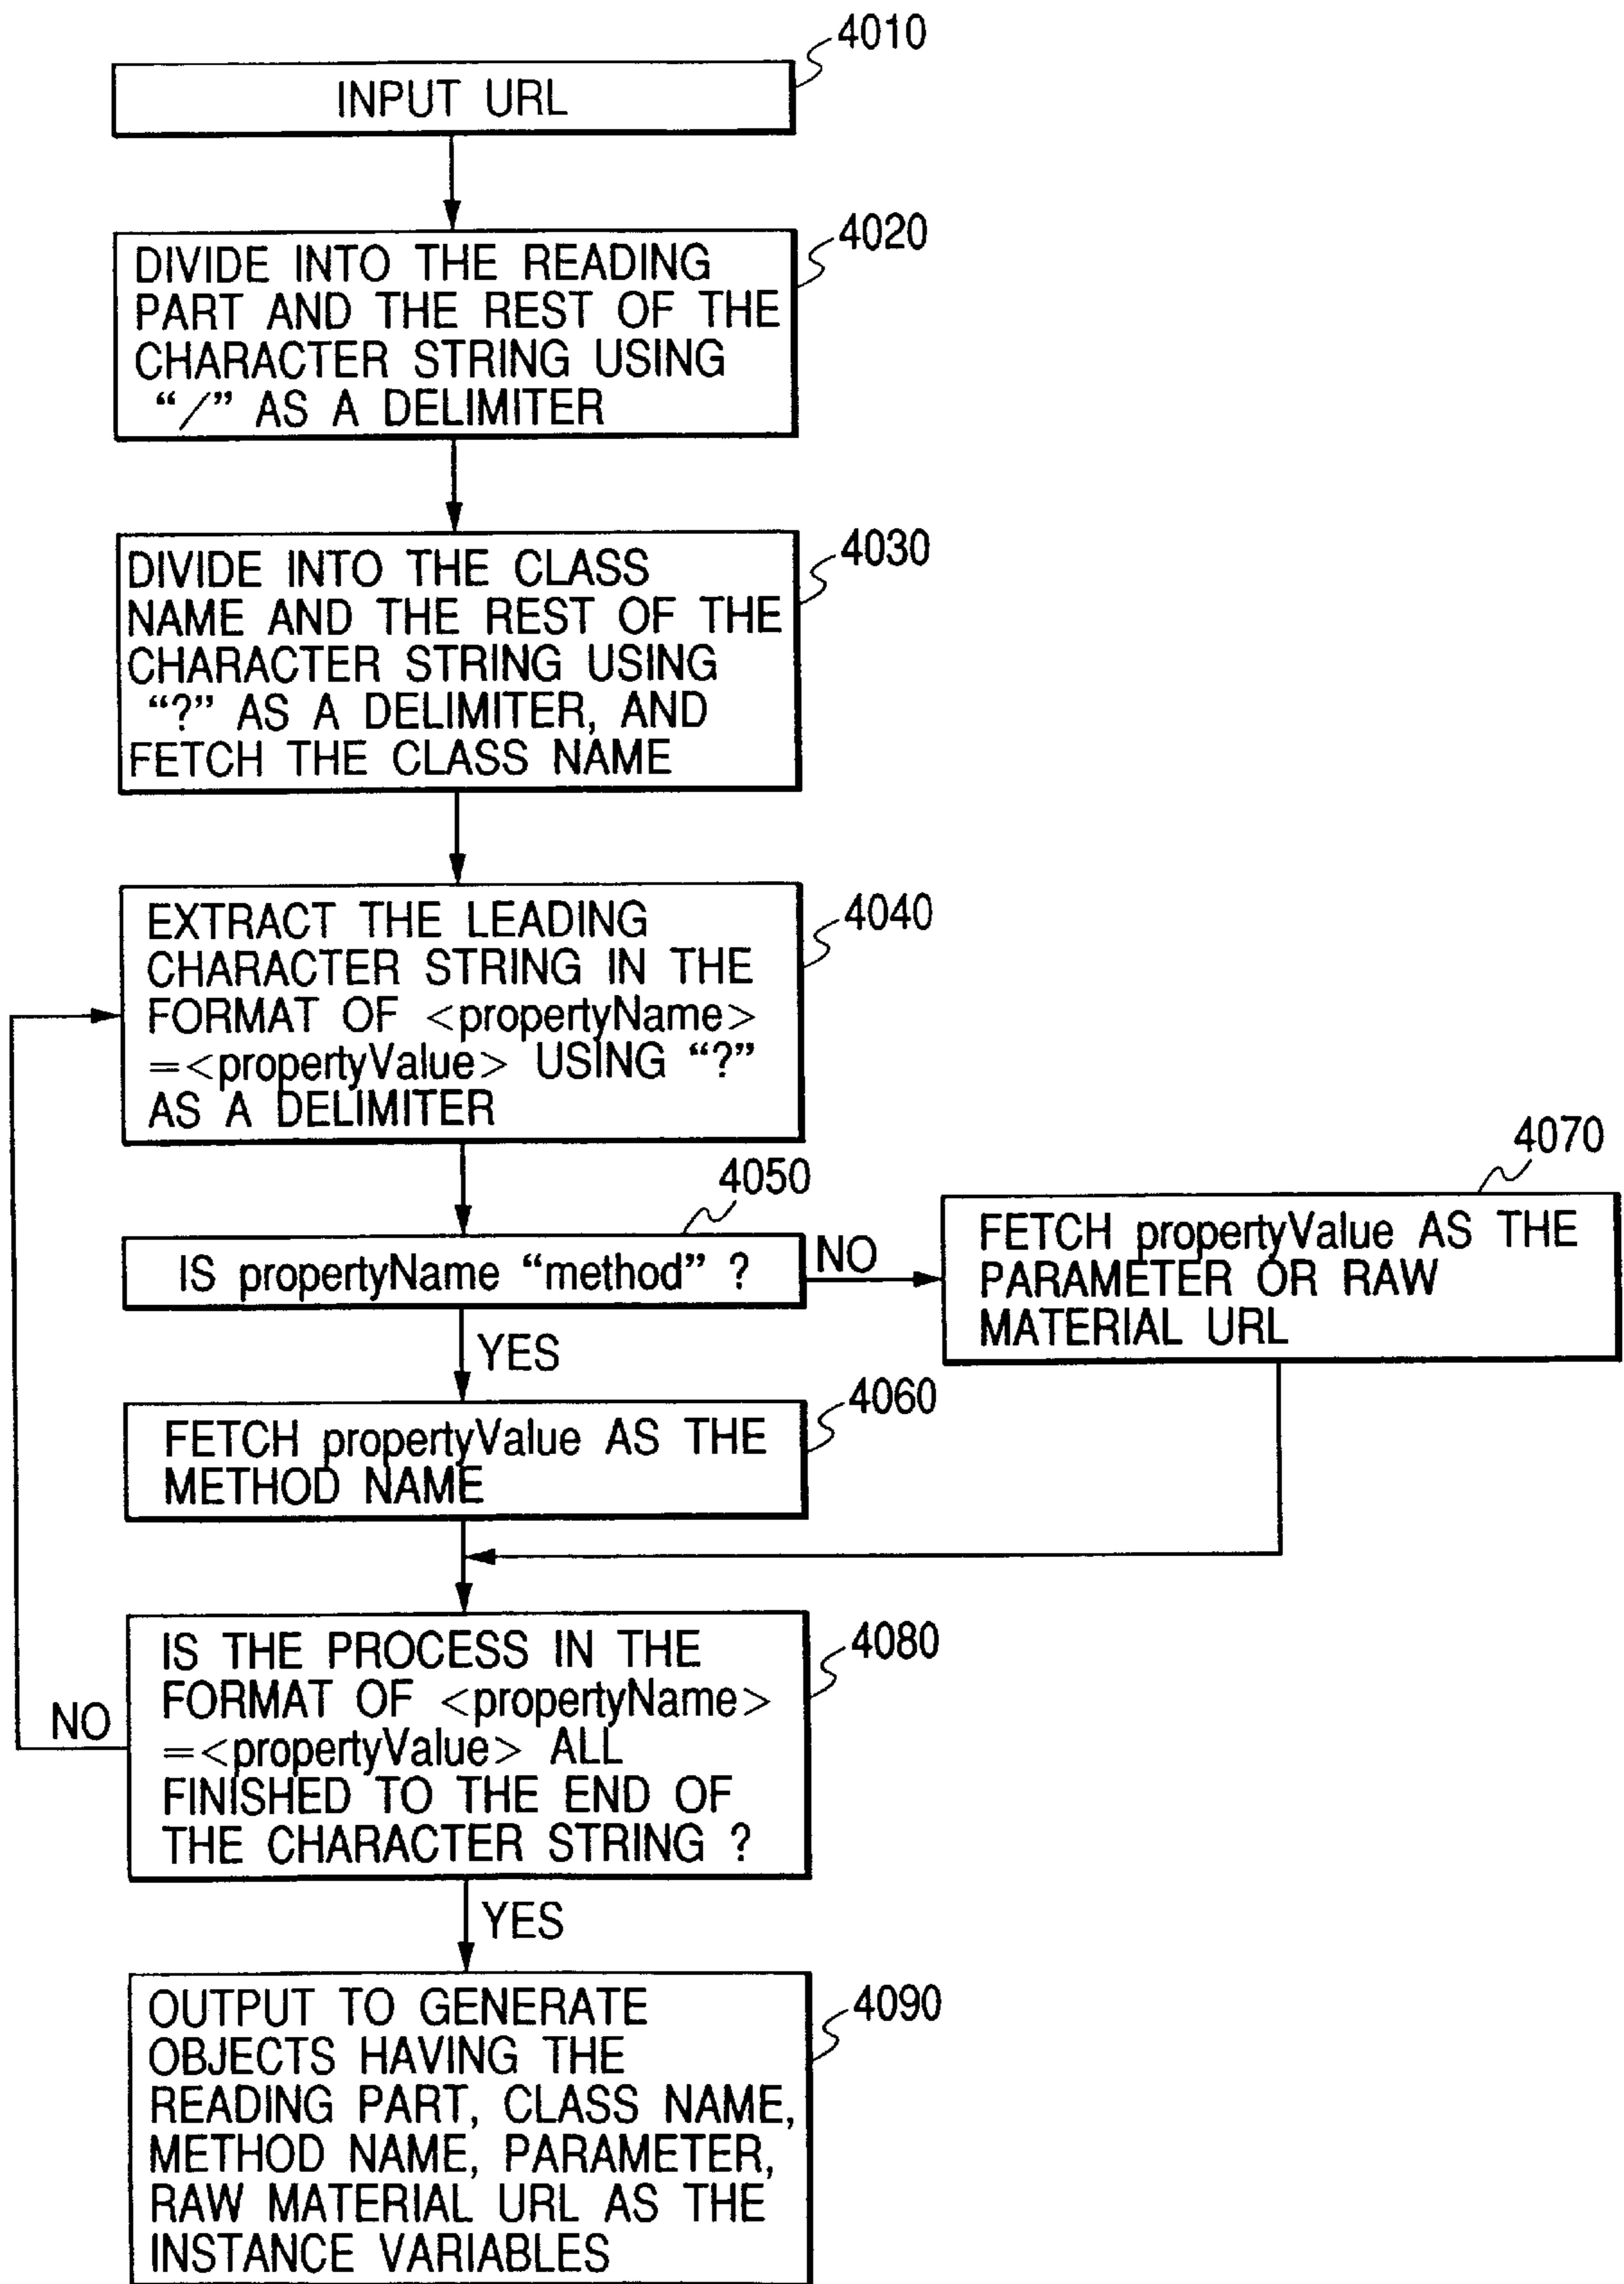 4010
INPUT URL
4020
DIVIDE INTO THE READING
PART AND THE REST OF THE
CHARACTER STRING USING
“/” AS A DELIMITER
4030
DIVIDE INTO THE CLASS
NAME AND THE REST OF THE
CHARACTER STRING USING
“?” AS A DELIMITER, AND
FETCH THE CLASS NAME
4040
EXTRACT THE LEADING
CHARACTER STRING IN THE
FORMAT OF <propertyName>
=<propertyValue> USING “?”
AS A DELIMITER
4050
IS propertyName “method” ?
NO
4070
FETCH propertyValue AS THE
PARAMETER OR RAW
MATERIAL URL
YES
4060
FETCH propertyValue AS THE
METHOD NAME
4080
IS THE PROCESS IN THE
FORMAT OF <propertyName>
=<propertyValue> ALL
FINISHED TO THE END OF
THE CHARACTER STRING ?
NO
YES
4090
OUTPUT TO GENERATE
OBJECTS HAVING THE
READING PART, CLASS NAME,
METHOD NAME, PARAMETER,
RAW MATERIAL URL AS THE
INSTANCE VARIABLES